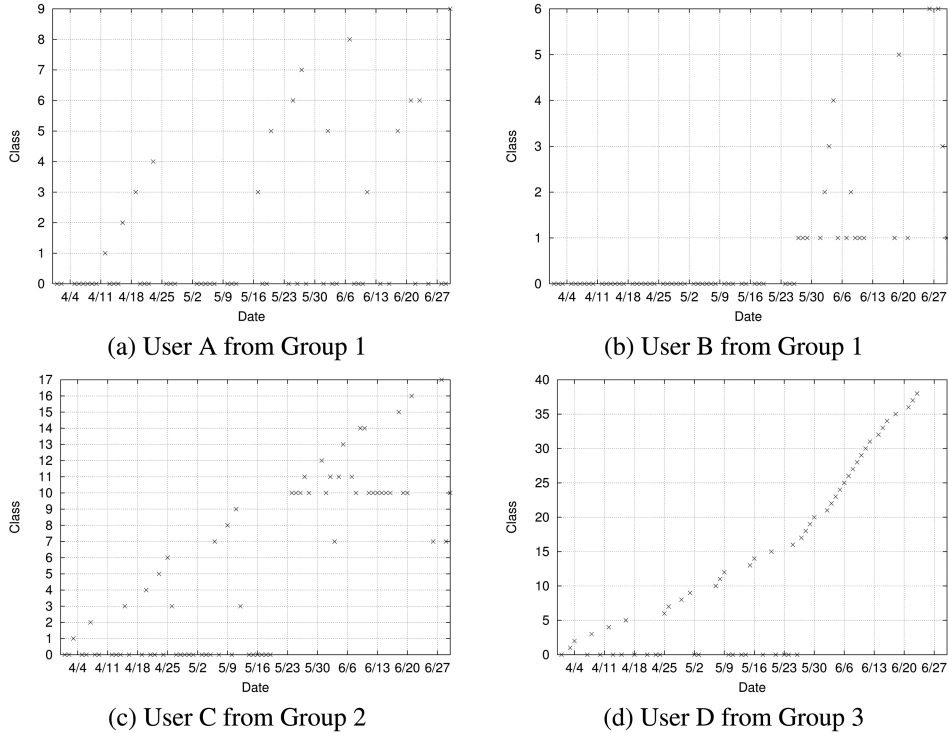 9
8
7
6
5
4
3
2
1
0
Class
4/4 4/11 4/18 4/25 5/2 5/9 5/16 5/23 5/30 6/6 6/13 6/20 6/27
Date
(a) User A from Group 1
6
5
4
3
2
1
0
Class
4/4 4/11 4/18 4/25 5/2 5/9 5/16 5/23 5/30 6/6 6/13 6/20 6/27
Date
(b) User B from Group 1
17
16
15
14
13
12
11
10
9
8
7
6
5
4
3
2
1
0
Class
4/4 4/11 4/18 4/25 5/2 5/9 5/16 5/23 5/30 6/6 6/13 6/20 6/27
Date
(c) User C from Group 2
40
35
30
25
20
15
10
5
0
Class
4/4 4/11 4/18 4/25 5/2 5/9 5/16 5/23 5/30 6/6 6/13 6/20 6/27
Date
(d) User D from Group 3